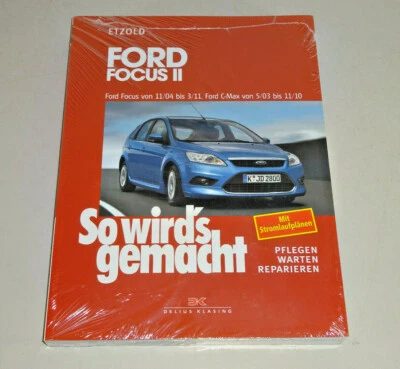 ETZOLD
FORD
FOCUS II
Ford Focus von 11/04 bis 3/11, Ford C-Max von 5/03 bis 11/10
K·JD 2800
Mit
Stromlaufplänen
So wird's
gemacht
PFLEGEN
WARTEN
REPARIEREN
DK
DELIUS KLASING